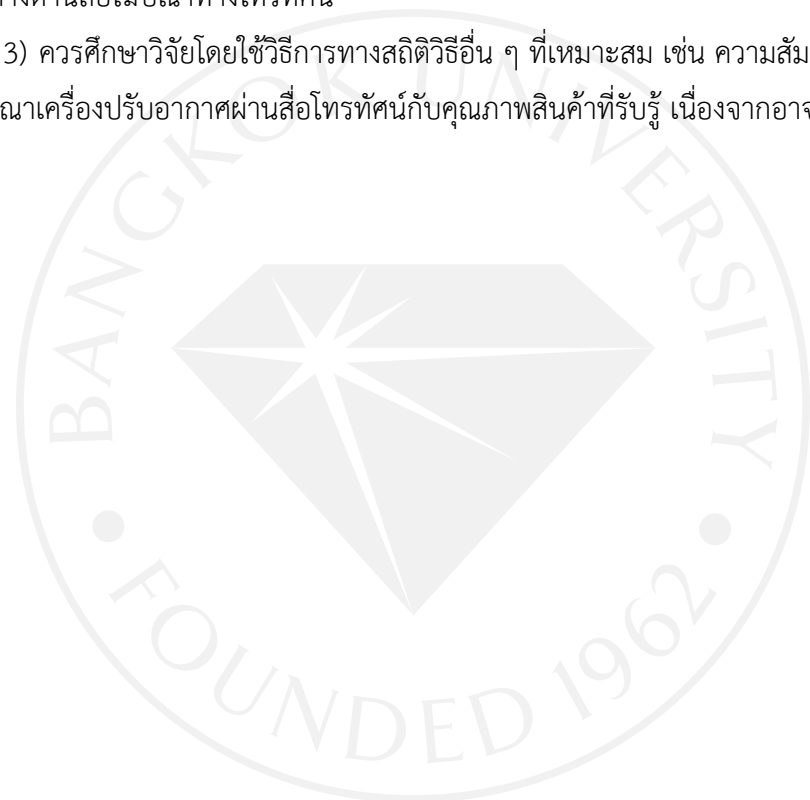 3) ควรศึกษาวิจัยโดยใช้วิธีการทางสถิติวิธีอื่น ๆ ที่เหมาะสม เช่น ความสัม
ณาเครื่องปรับอากาศผ่านสื่อโทรทัศน์กับคุณภาพสินค้าที่รับรู้ เนื่องจากอาจ
BANGKOK UNIVERSITY
FOUNDED 1962